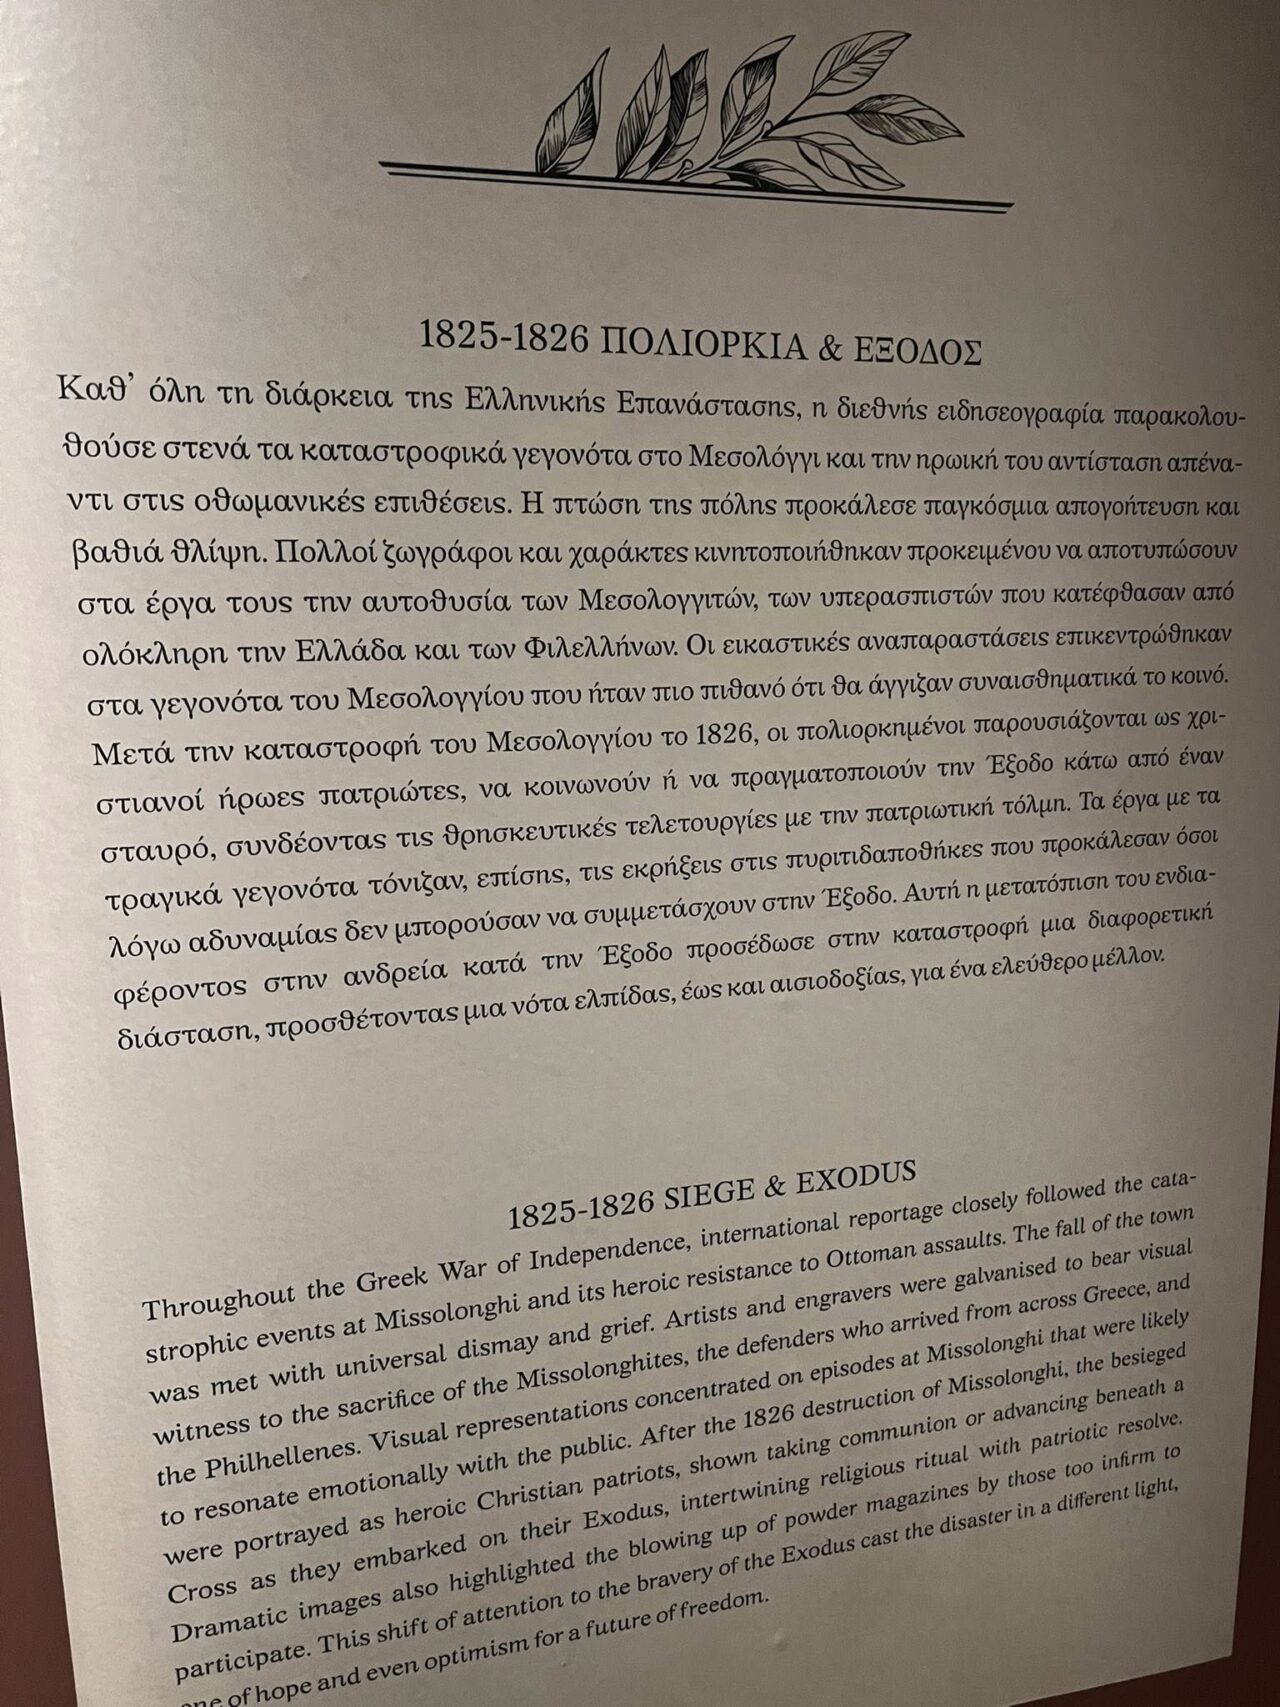 1825-1826 ΠΟΛΙΟΡΚΙΑ & ΕΞΟΔΟΣ
Καθ’ όλη τη διάρκεια της Ελληνικής Επανάστασης, η διεθνής ειδησεογραφία παρακολου-
θούσε στενά τα καταστροφικά γεγονότα στο Μεσολόγγι και την ηρωική του αντίσταση απένα-
ντι στις οθωμανικές επιθέσεις. Η πτώση της πόλης προκάλεσε παγκόσμια απογοήτευση και
βαθιά θλίψη. Πολλοί ζωγράφοι και χαράκτες κινητοποιήθηκαν προκειμένου να αποτυπώσουν
στα έργα τους την αυτοθυσία των Μεσολογγιτών, των υπερασπιστών που κατέφθασαν από
ολόκληρη την Ελλάδα και των Φιλελλήνων. Οι εικαστικές αναπαραστάσεις επικεντρώθηκαν
στα γεγονότα του Μεσολογγίου που ήταν πιο πιθανό ότι θα άγγιζαν συναισθηματικά το κοινό.
Μετά την καταστροφή του Μεσολογγίου το 1826, οι πολιορκημένοι παρουσιάζονται ως χρι-
στιανοί ήρωες πατριώτες, να κοινωνούν ή να πραγματοποιούν την Έξοδο κάτω από έναν
σταυρό, συνδέοντας τις θρησκευτικές τελετουργίες με την πατριωτική τόλμη. Τα έργα με τα
τραγικά γεγονότα τόνιζαν, επίσης, τις εκρήξεις στις πυριτιδαποθήκες που προκάλεσαν όσοι
λόγω αδυναμίας δεν μπορούσαν να συμμετάσχουν στην Έξοδο. Αυτή η μετατόπιση του ενδια-
φέροντος στην ανδρεία κατά την Έξοδο προσέδωσε στην καταστροφή μια διαφορετική
διάσταση, προσθέτοντας μια νότα ελπίδας, έως και αισιοδοξίας, για ένα ελεύθερο μέλλον.
1825-1826 SIEGE & EXODUS
Throughout the Greek War of Independence, international reportage closely followed the cata-
strophic events at Missolonghi and its heroic resistance to Ottoman assaults. The fall of the town
was met with universal dismay and grief. Artists and engravers were galvanised to bear visual
witness to the sacrifice of the Missolonghites, the defenders who arrived from across Greece, and
the Philhellenes. Visual representations concentrated on episodes at Missolonghi that were likely
to resonate emotionally with the public. After the 1826 destruction of Missolonghi, the besieged
were portrayed as heroic Christian patriots, shown taking communion or advancing beneath a
Cross as they embarked on their Exodus, intertwining religious ritual with patriotic resolve.
Dramatic images also highlighted the blowing up of powder magazines by those too infirm to
participate. This shift of attention to the bravery of the Exodus cast the disaster in a different light,
one of hope and even optimism for a future of freedom.